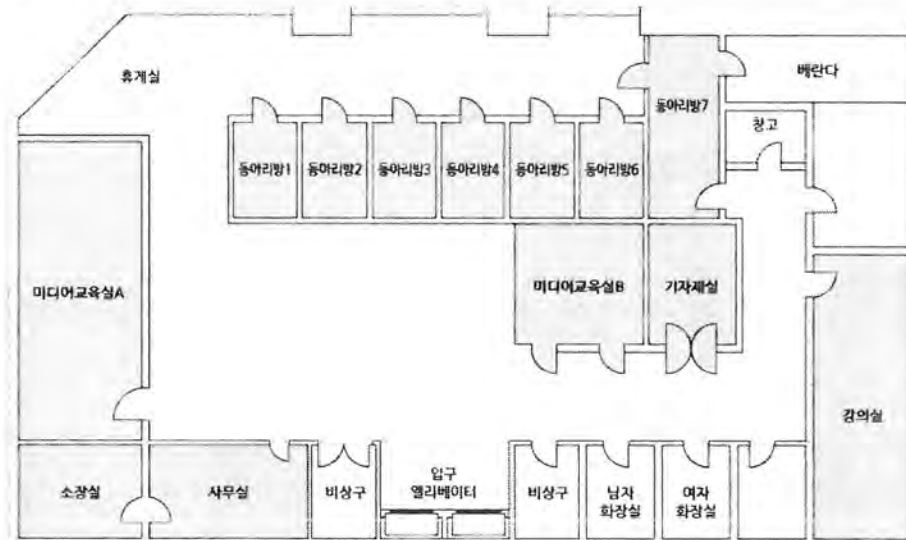 휴게실
베란다
동아리방7
창고
동아리방1
동아리방2
동아리방3
동아리방4
동아리방5
동아리방6
미디어교육실A
미디어교육실B
기자재실
강의실
소장실
사무실
비상구
입구
엘리베이터
비상구
남자
화장실
여자
화장실